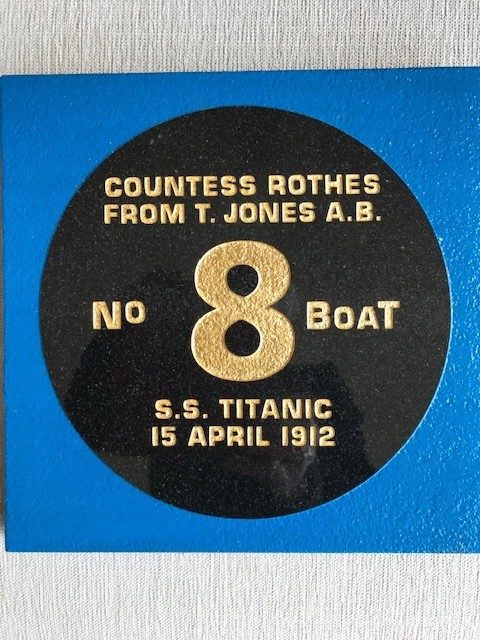 COUNTESS ROTHES
FROM T. JONES A.B.
No 8 BOAT
S.S. TITANIC
15 APRIL 1912